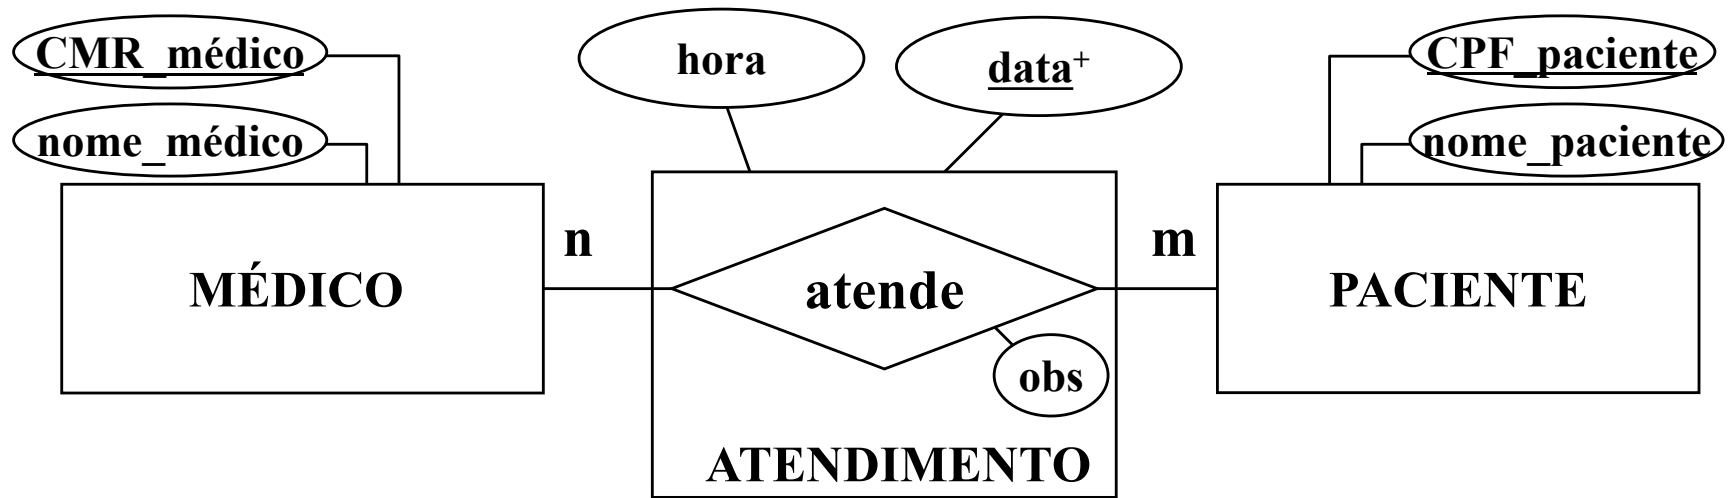 CMR_médico
hora
data+
CPF_paciente
nome_médico
nome_paciente
n
m
MÉDICO
atende
PACIENTE
obs
ATENDIMENTO